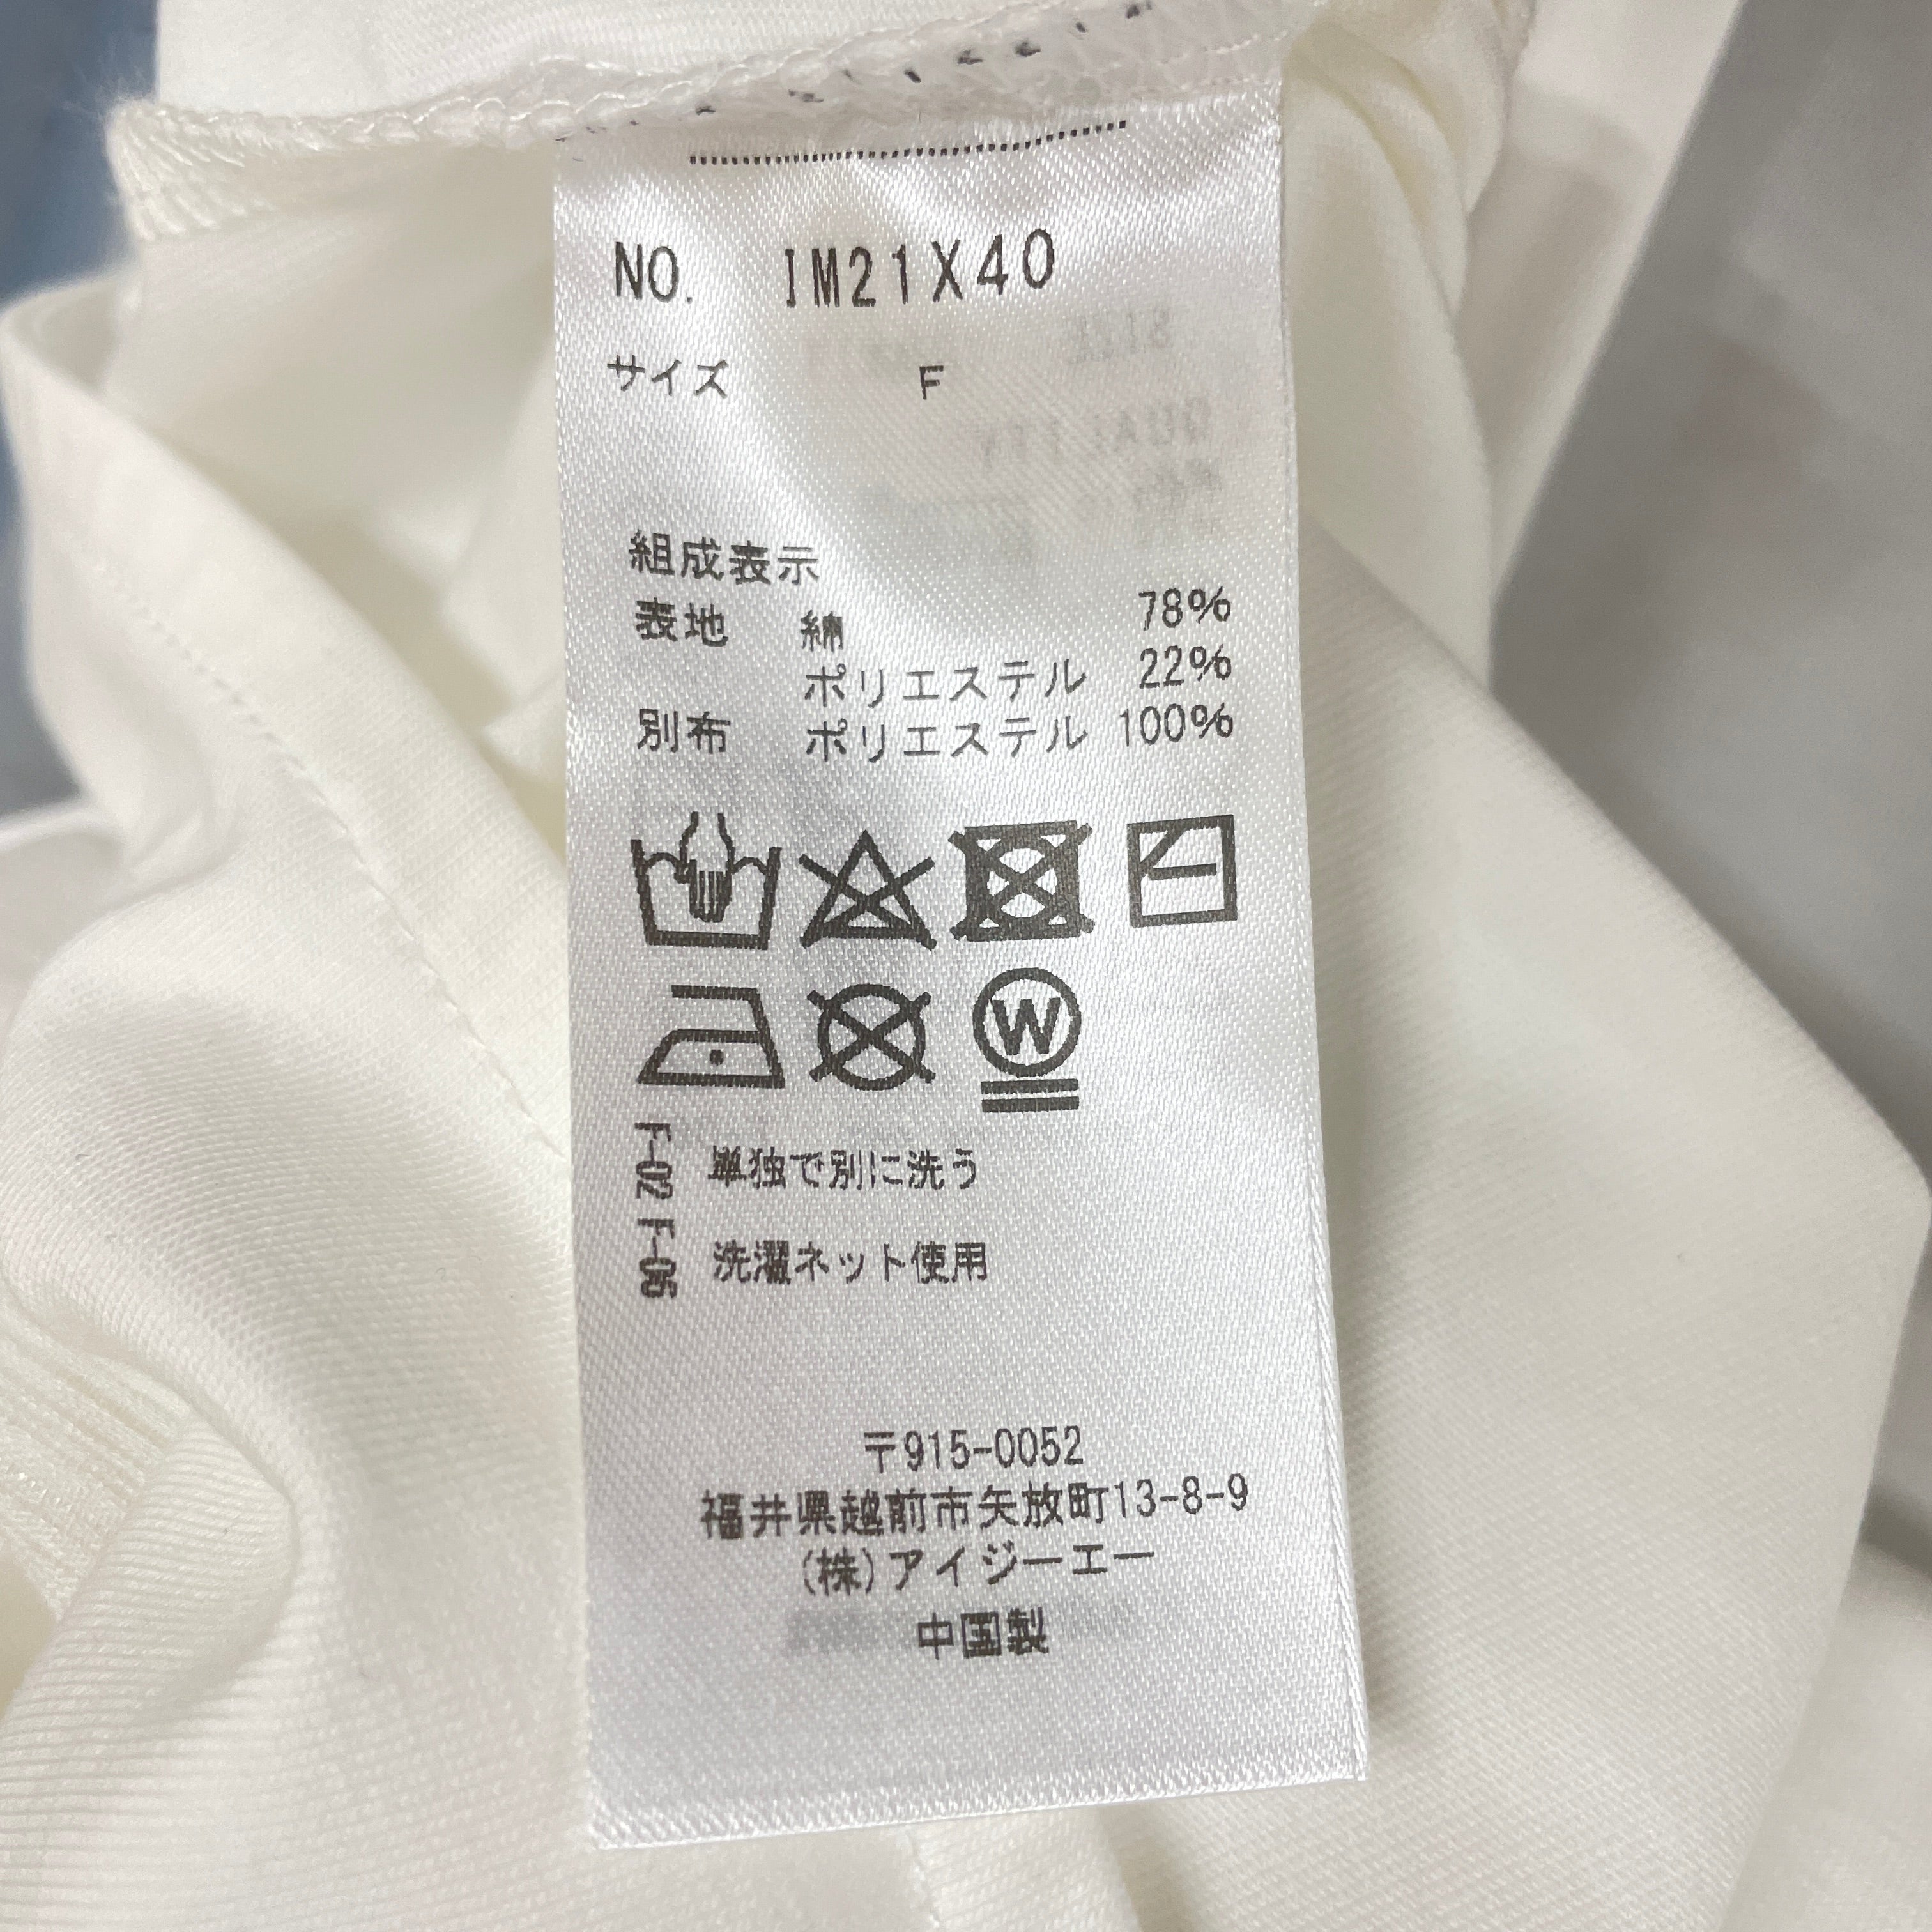 NO. IM21X40
サイズ F
組成表示
表地 綿 78%
ポリエステル 22%
別布 ポリエステル 100%
W
F-02 単独で別に洗う
F-06 洗濯ネット使用
〒915-0052
福井県越前市矢放町13-8-9
(株)アイジーエー
中国製